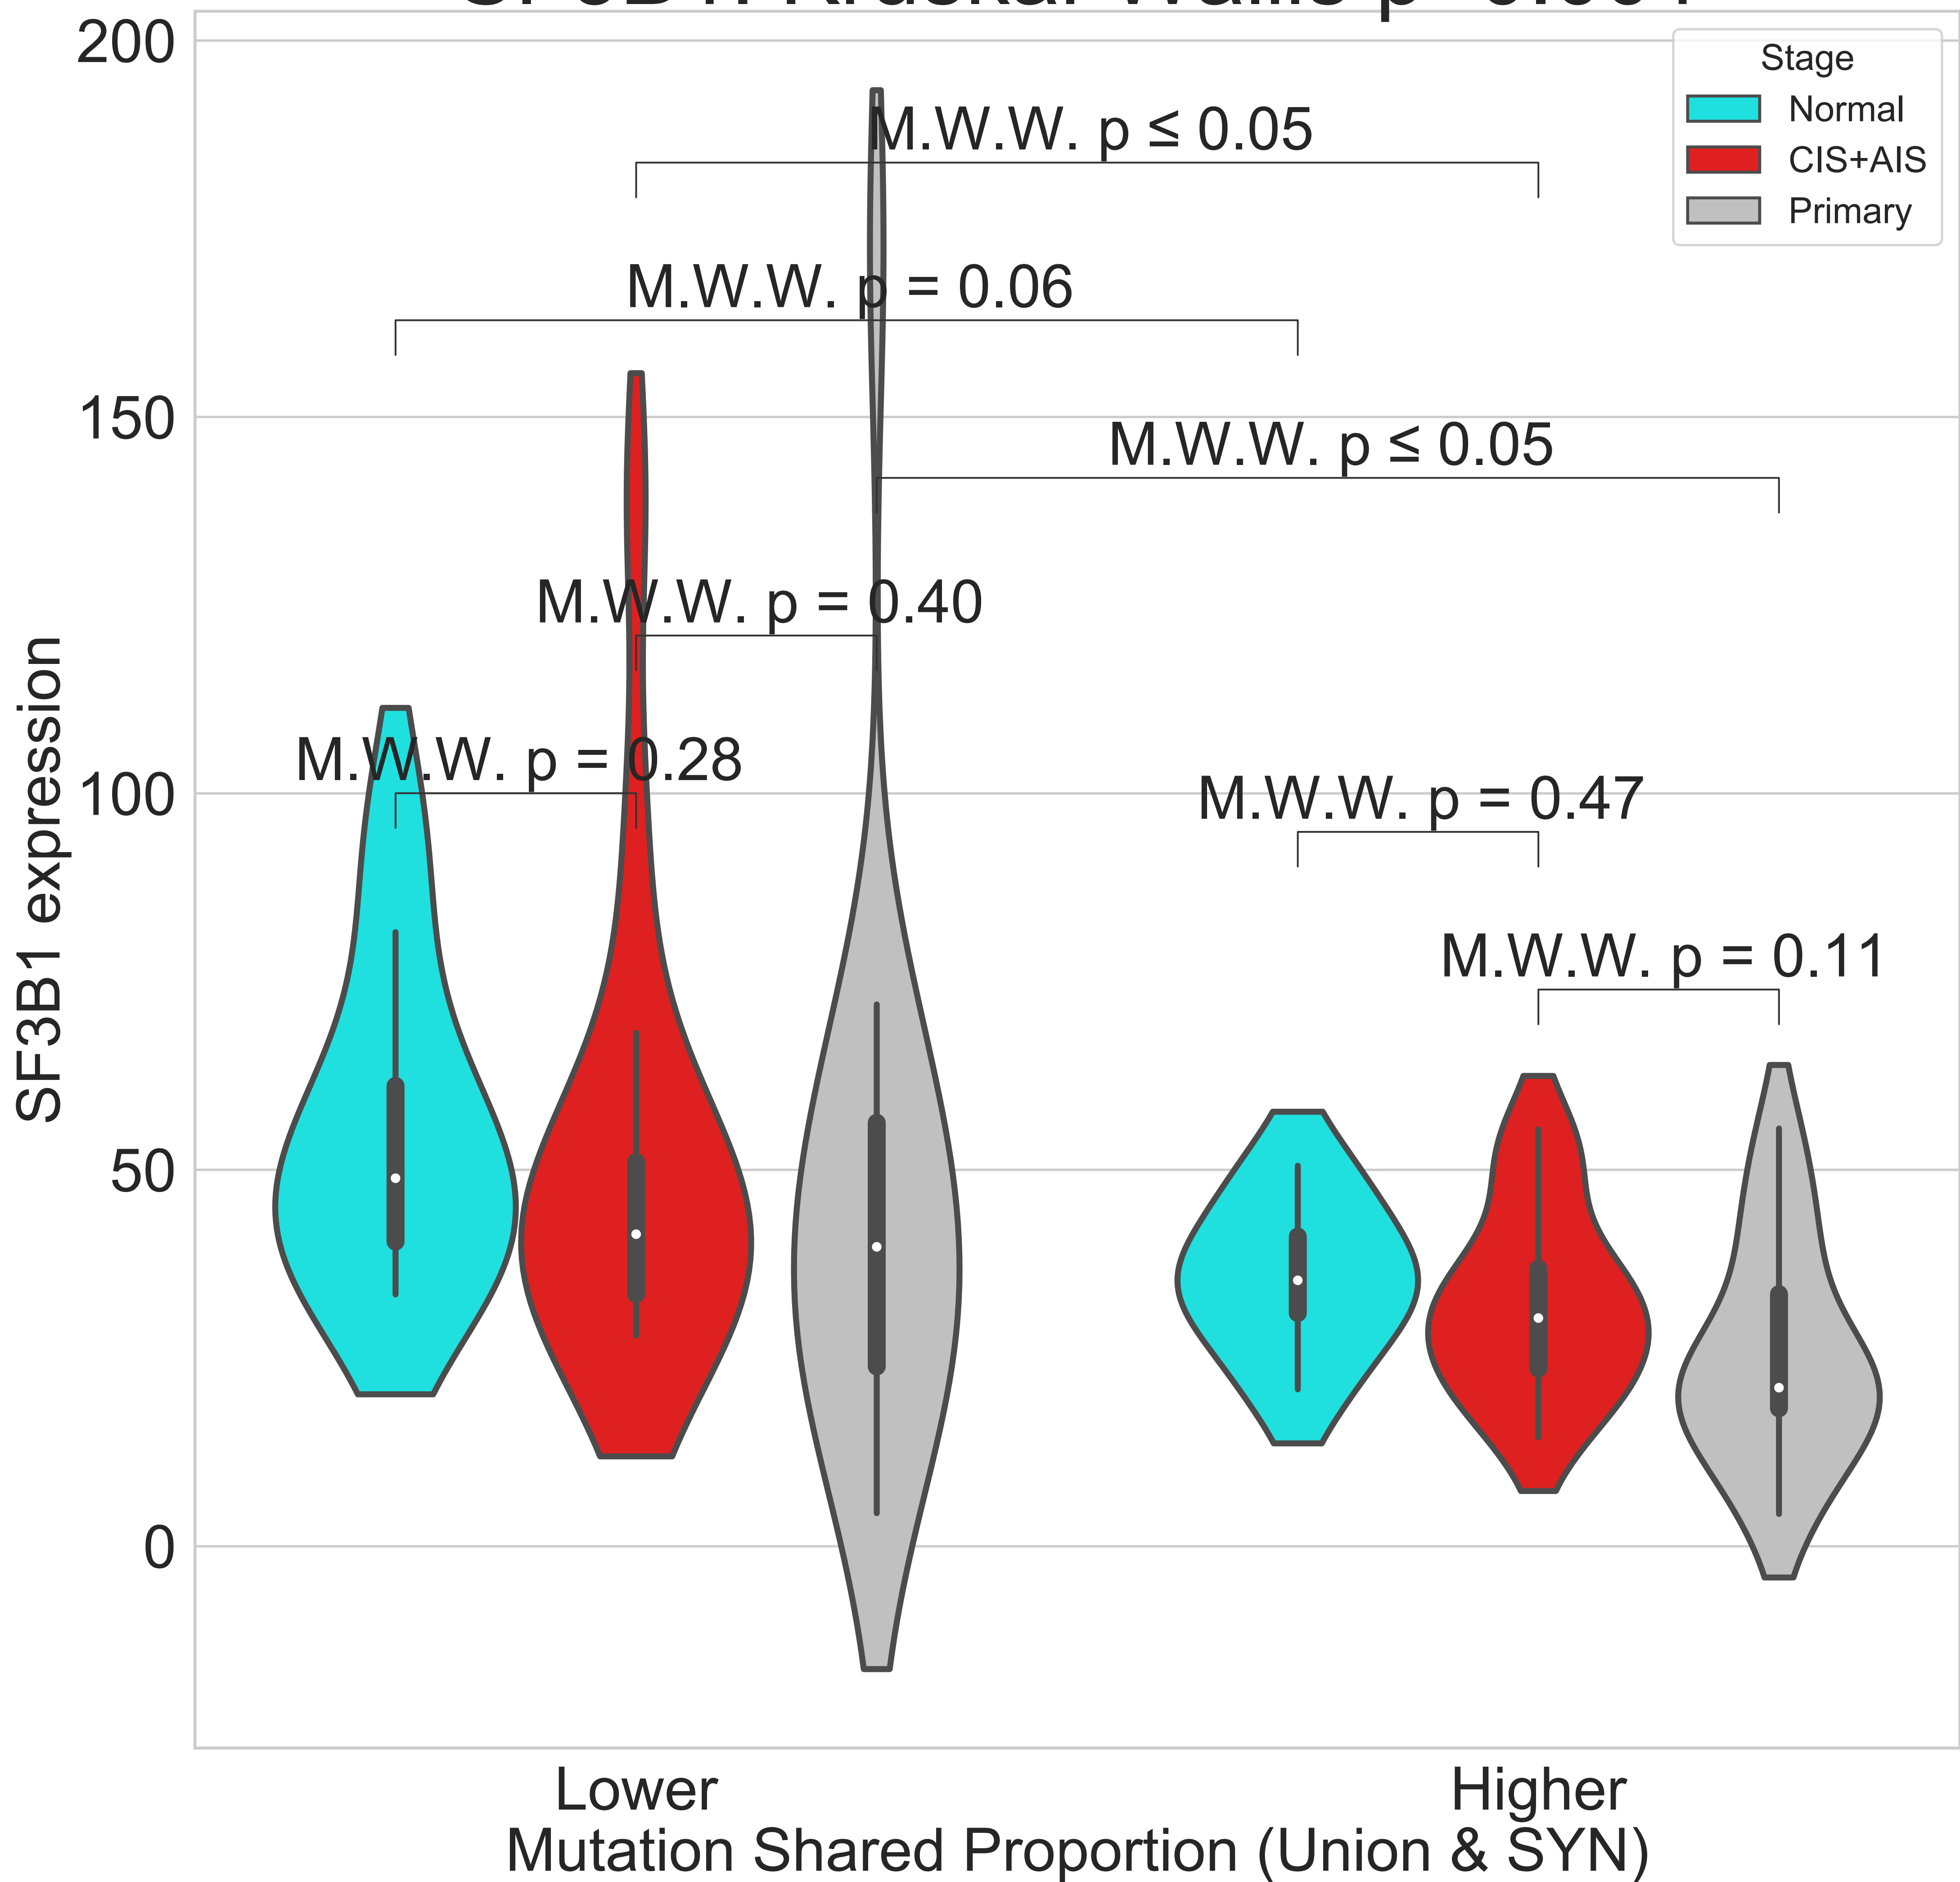 200
M.W.W. p ≤ 0.05
Stage
Normal
CIS+AIS
Primary
M.W.W. p = 0.06
150
M.W.W. p ≤ 0.05
M.W.W. p = 0.40
M.W.W. p = 0.28
100
M.W.W. p = 0.47
M.W.W. p = 0.11
50
0
SF3B1 expression
Lower
Higher
Mutation Shared Proportion (Union & SYN)